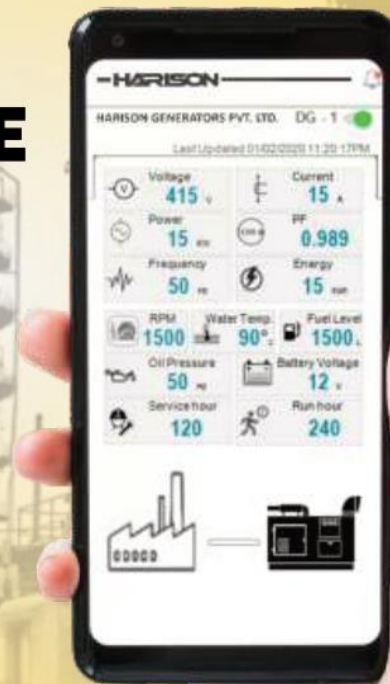 E
HARISON
HARISON GENERATORS PVT. LTD. DG - 1
Last Updated 01/02/2020 11:20:17PM
Voltage Current
415 V 15 A
Power PF
15 0.989
Frequency Energy
50 15
RPM Water Temp. Fuel Level
1500 90° 1500
Oil Pressure Battery Voltage
50 12 V
Service hour Run hour
120 240